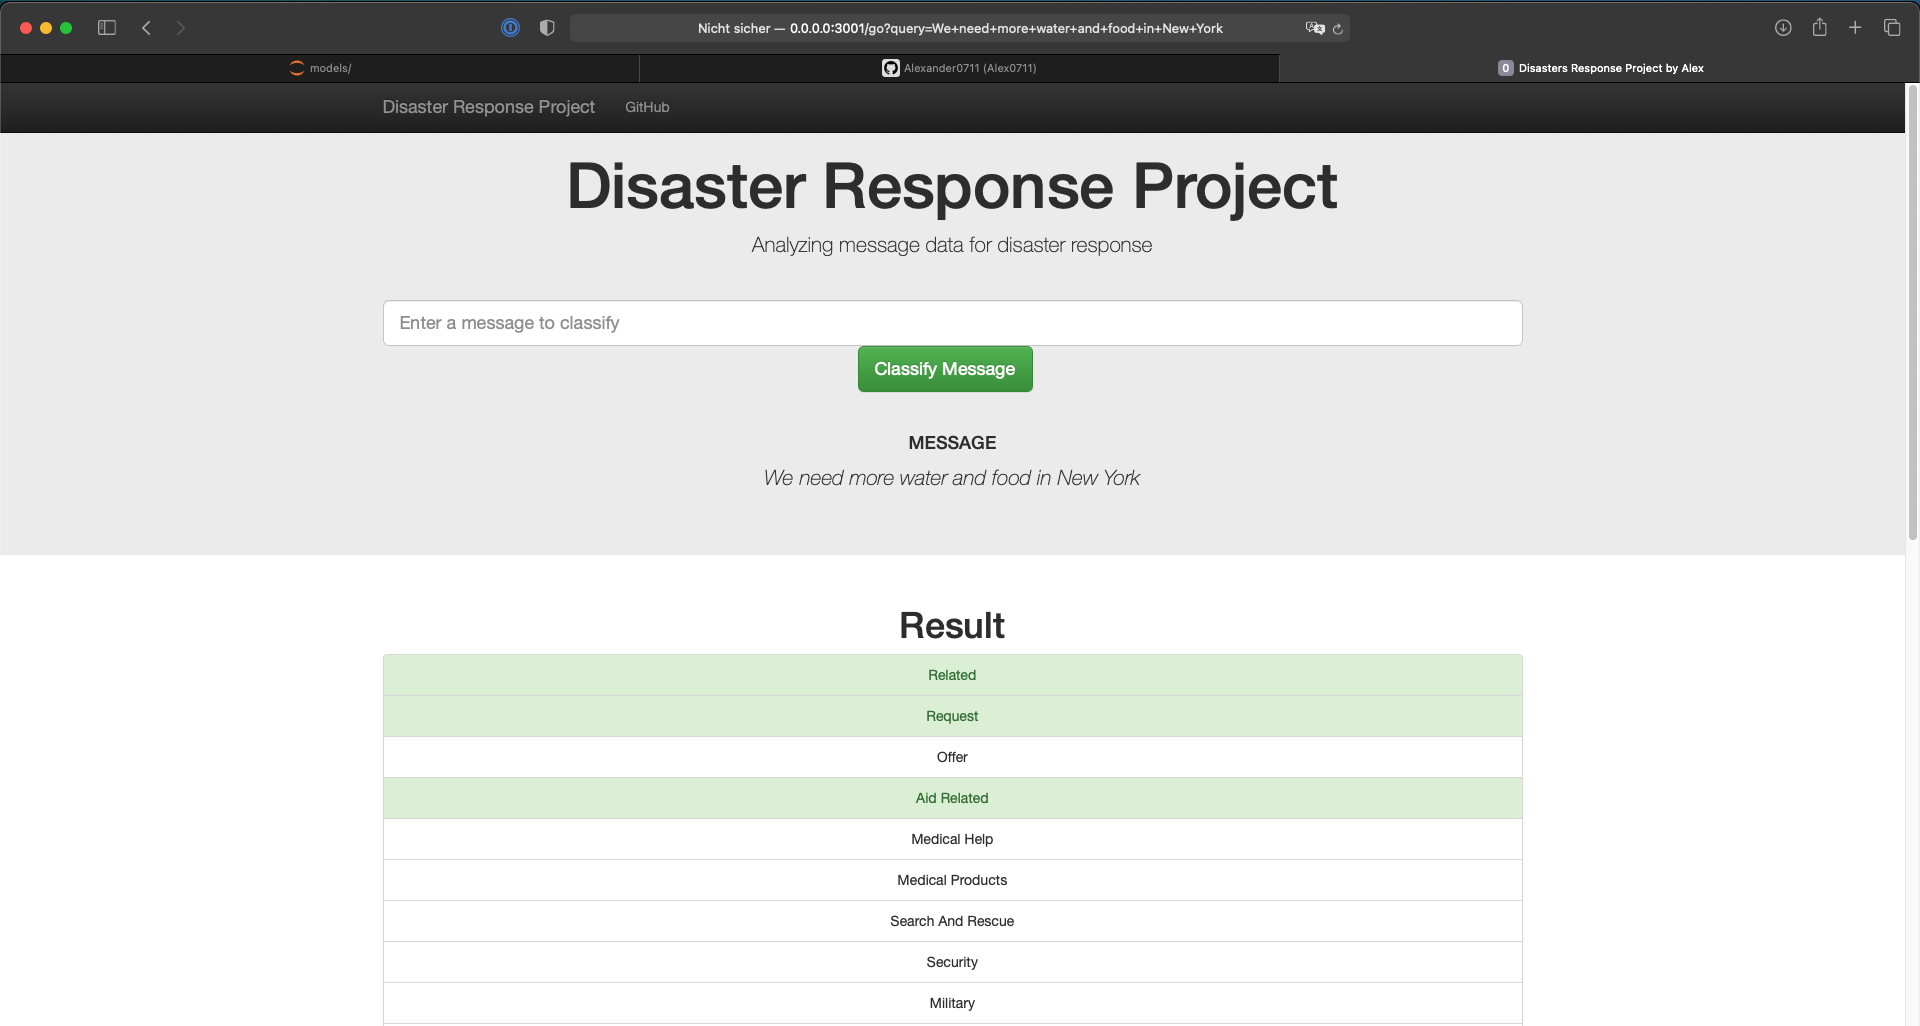 Nicht sicher — 0.0.0.0:3001/go?query=We+need+more+water+and+food+in+New+York
models/
Alexander0711 (Alex0711)
0 Disasters Response Project by Alex
Disaster Response Project GitHub
Disaster Response Project
Analyzing message data for disaster response
Enter a message to classify
Classify Message
MESSAGE
We need more water and food in New York
Result
Related
Request
Offer
Aid Related
Medical Help
Medical Products
Search And Rescue
Security
Military